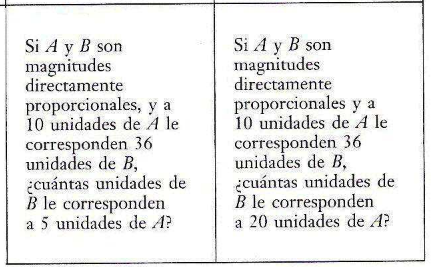 Si A y B son
magnitudes
directamente
proporcionales, y a
10 unidades de A le
corresponden 36
unidades de B,
¿cuántas unidades de
B le corresponden
a 5 unidades de A?
Si A y B son
magnitudes
directamente
proporcionales y a
10 unidades de A le
corresponden 36
unidades de B,
¿cuántas unidades de
B le corresponden
a 20 unidades de A?